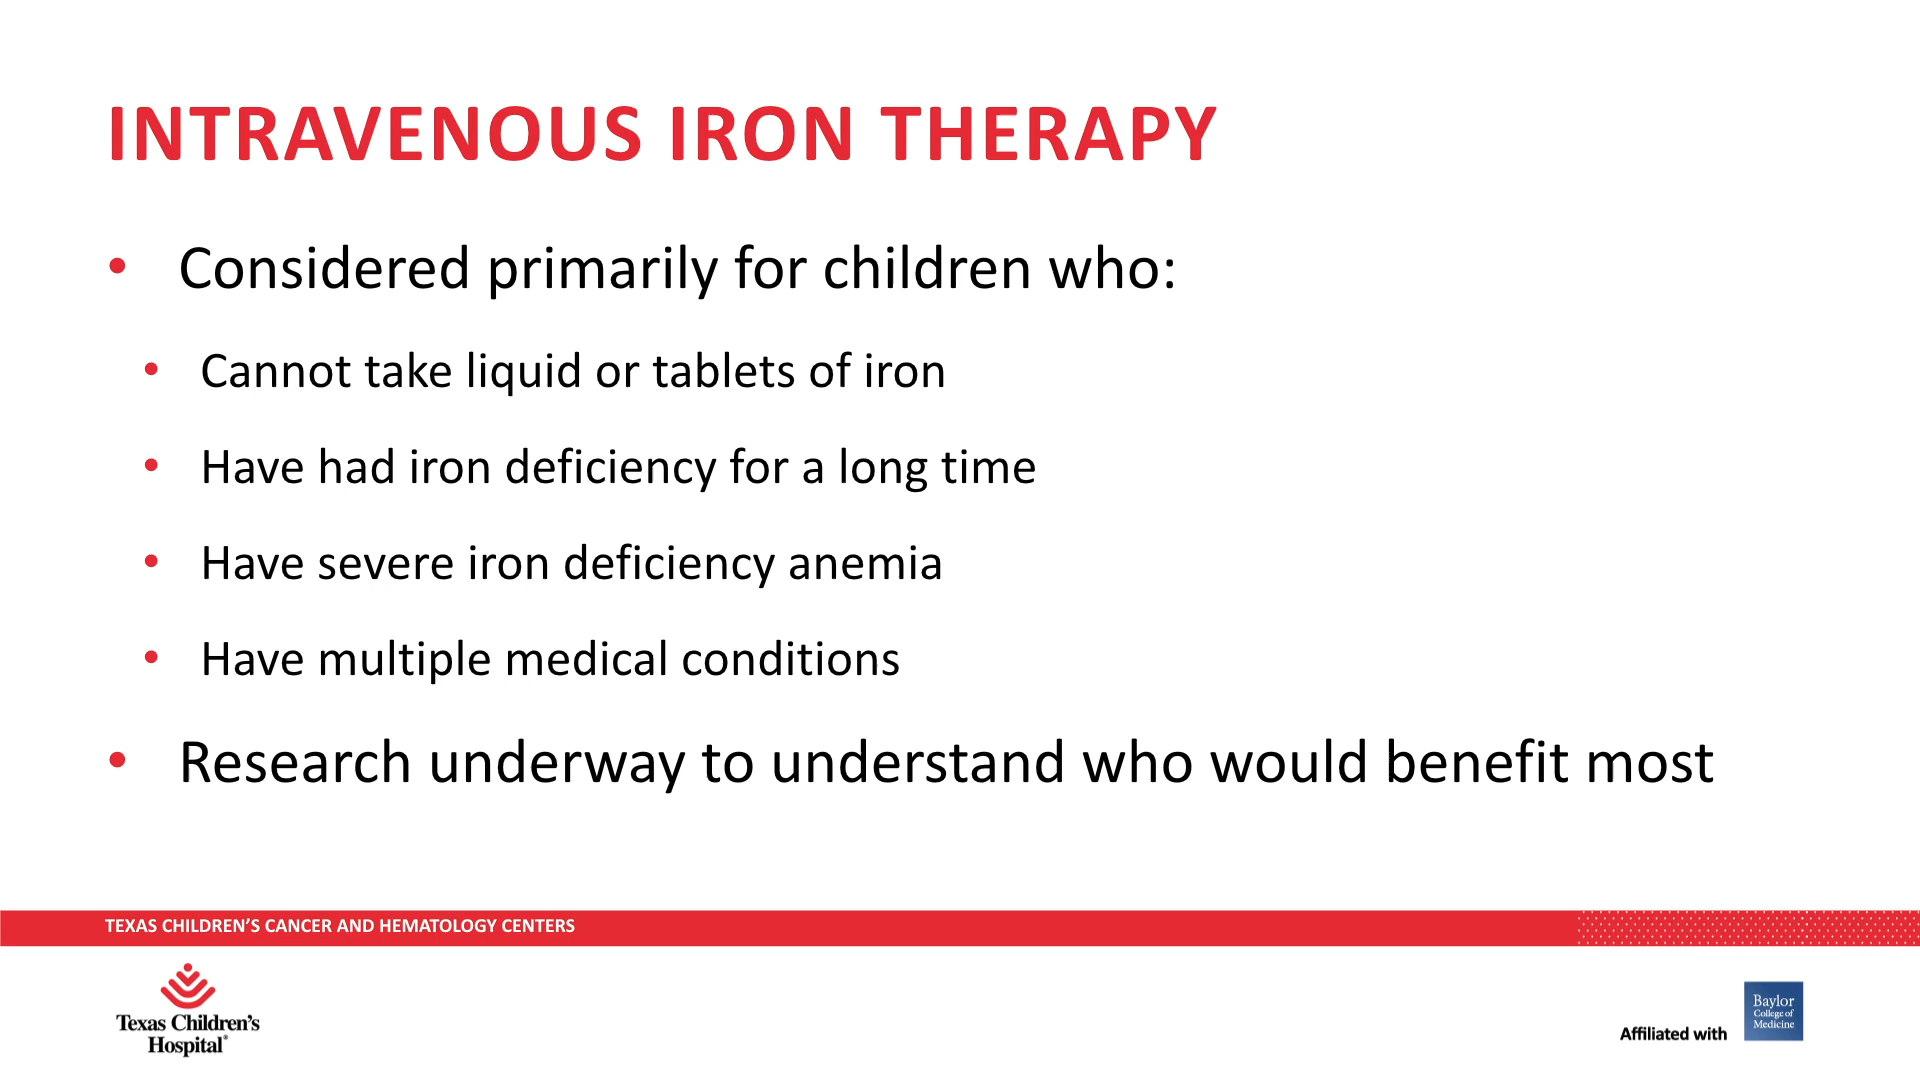 INTRAVENOUS IRON THERAPY
• Considered primarily for children who:
• Cannot take liquid or tablets of iron
• Have had iron deficiency for a long time
• Have severe iron deficiency anemia
• Have multiple medical conditions
• Research underway to understand who would benefit most
TEXAS CHILDREN’S CANCER AND HEMATOLOGY CENTERS
Texas Children's
Hospital®
Affiliated with
Baylor
College of
Medicine